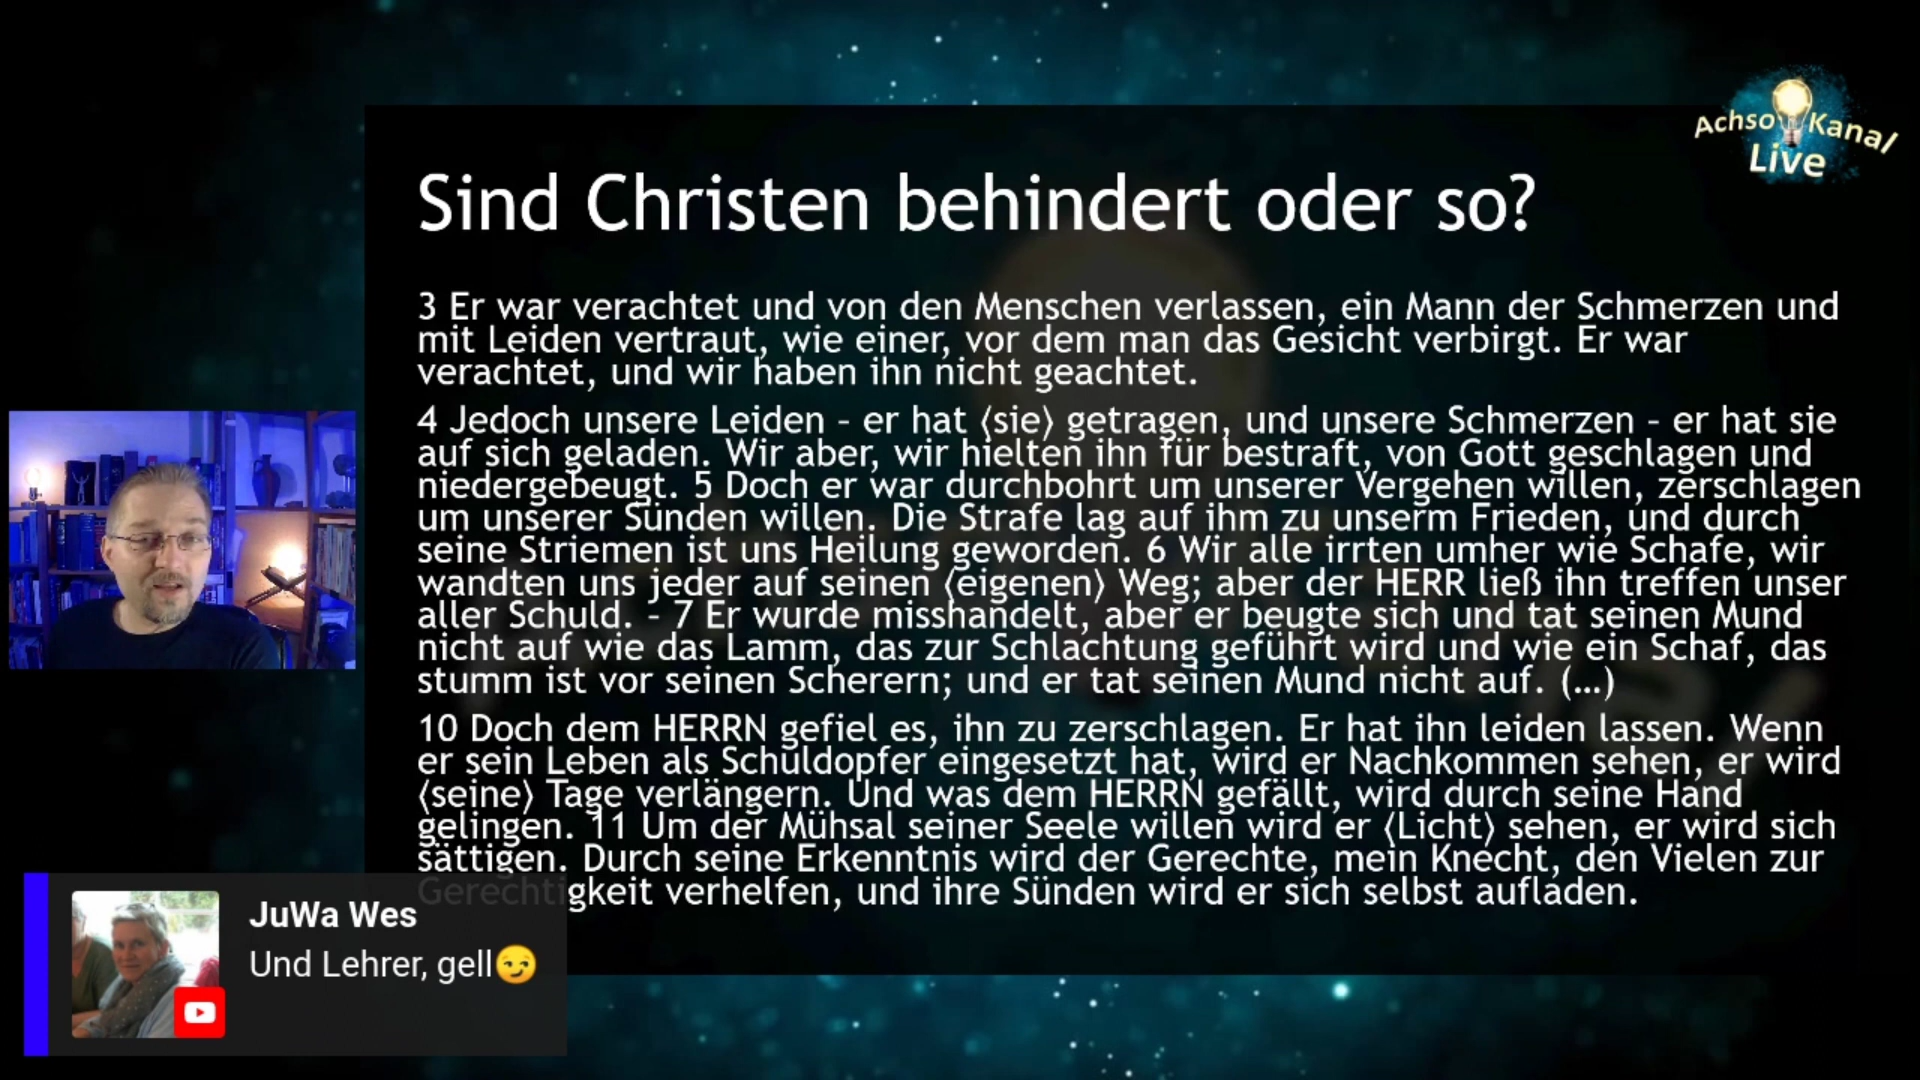 Achso Kanal
Live
Sind Christen behindert oder so?
3 Er war verachtet und von den Menschen verlassen, ein Mann der Schmerzen und
mit Leiden vertraut, wie einer, vor dem man das Gesicht verbirgt. Er war
verachtet, und wir haben ihn nicht geachtet.
4 Jedoch unsere Leiden – er hat ⟨sie⟩ getragen, und unsere Schmerzen – er hat sie
auf sich geladen. Wir aber, wir hielten ihn für bestraft, von Gott geschlagen und
niedergebeugt. 5 Doch er war durchbohrt um unserer Vergehen willen, zerschlagen
um unserer Sünden willen. Die Strafe lag auf ihm zu unserm Frieden, und durch
seine Striemen ist uns Heilung geworden. 6 Wir alle irrten umher wie Schafe, wir
wandten uns jeder auf seinen ⟨eigenen⟩ Weg; aber der HERR ließ ihn treffen unser
aller Schuld. – 7 Er wurde misshandelt, aber er beugte sich und tat seinen Mund
nicht auf wie das Lamm, das zur Schlachtung geführt wird und wie ein Schaf, das
stumm ist vor seinen Scherern; und er tat seinen Mund nicht auf. (…)
10 Doch dem HERRN gefiel es, ihn zu zerschlagen. Er hat ihn leiden lassen. Wenn
er sein Leben als Schuldopfer eingesetzt hat, wird er Nachkommen sehen, er wird
⟨seine⟩ Tage verlängern. Und was dem HERRN gefällt, wird durch seine Hand
gelingen. 11 Um der Mühsal seiner Seele willen wird er ⟨Licht⟩ sehen, er wird sich
sättigen. Durch seine Erkenntnis wird der Gerechte, mein Knecht, den Vielen zur
Gerechtigkeit verhelfen, und ihre Sünden wird er sich selbst aufladen.
JuWa Wes
Und Lehrer, gell😏